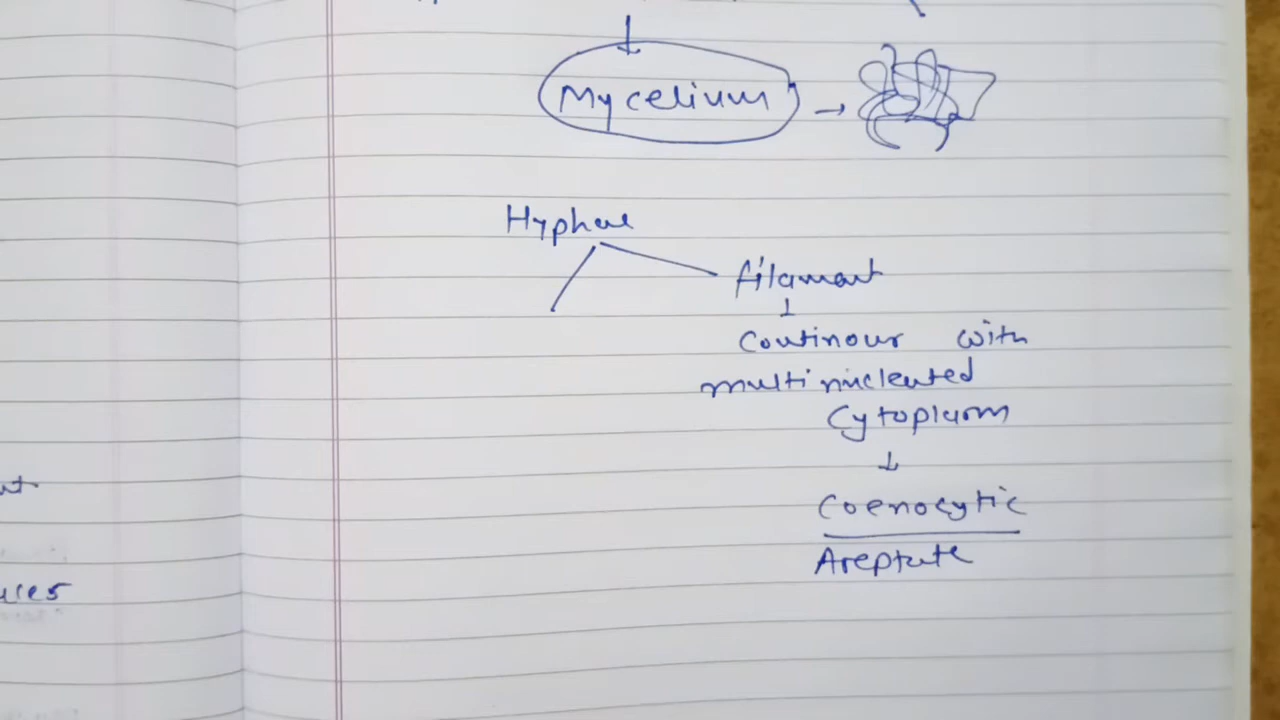 Mycelium →
Hyphae
filament
↓
Continous with
multinucleated
Cytoplasm
↓
Coenocytic
Aseptate